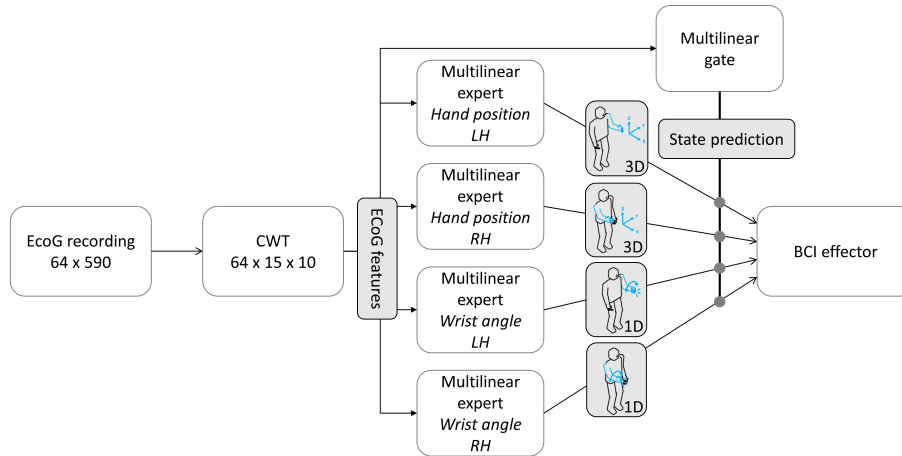 EcoG recording
64 x 590
CWT
64 x 15 x 10
ECoG features
Multilinear
gate
State prediction
Multilinear
expert
Hand position
LH
3D
Multilinear
expert
Hand position
RH
3D
Multilinear
expert
Wrist angle
LH
1D
Multilinear
expert
Wrist angle
RH
1D
BCI effector